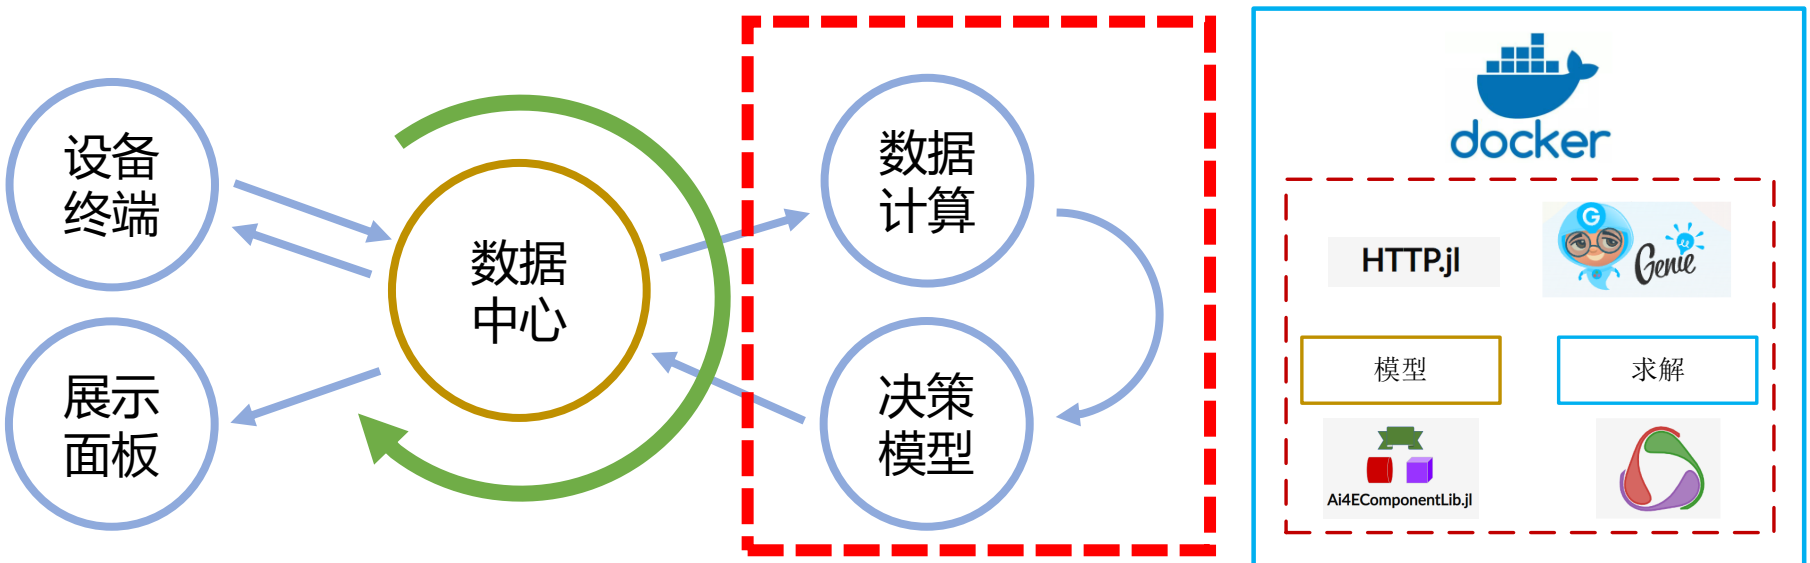 设备
终端
展示
面板
数据
中心
数据
计算
决策
模型
docker
HTTP.jl
G
Genie
模型
求解
Ai4EComponentLib.jl